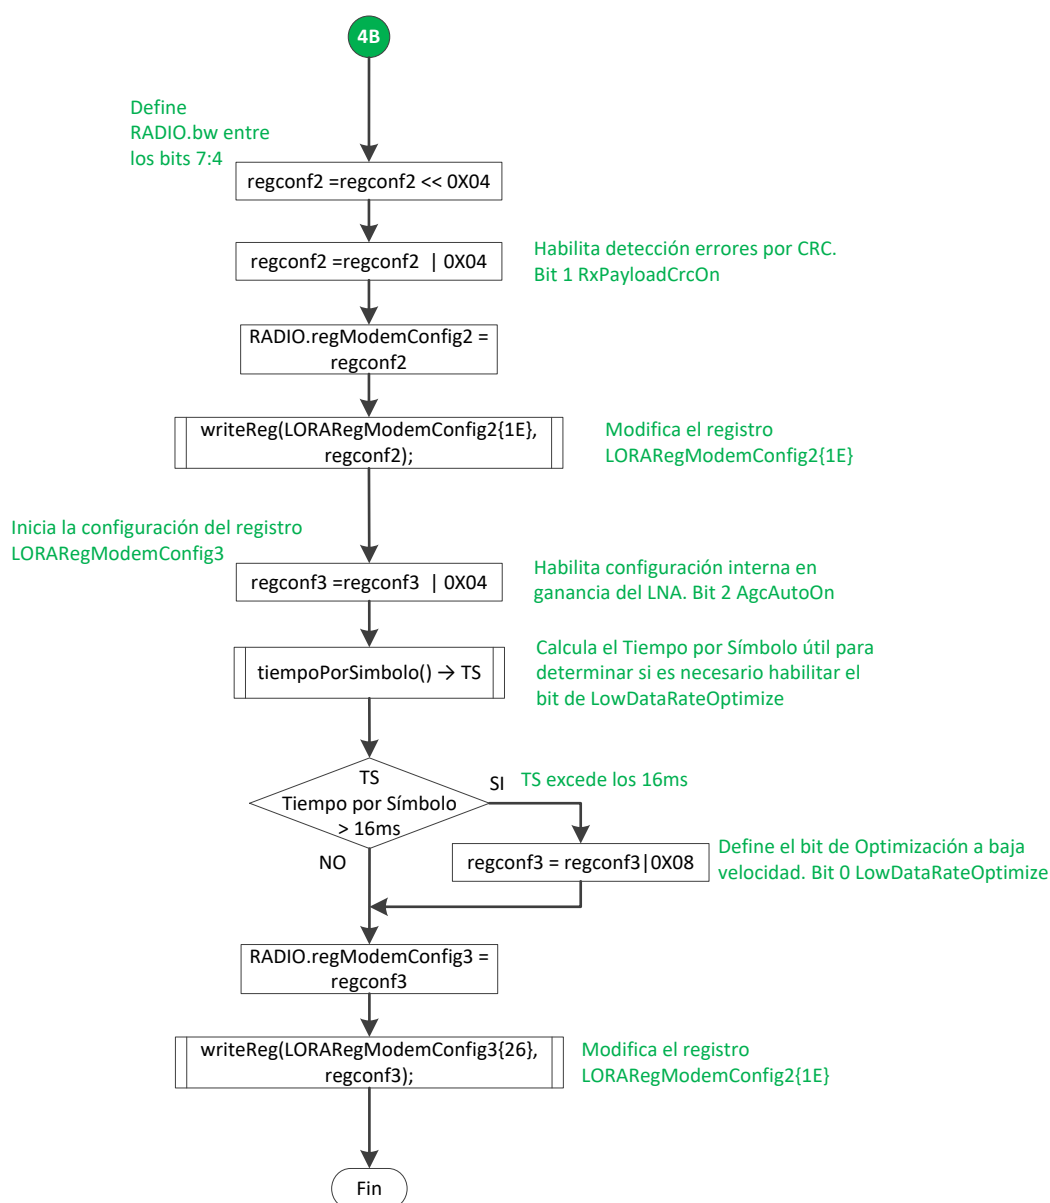 4B
Define
RADIO.bw entre
los bits 7:4
regconf2 =regconf2 << 0X04
regconf2 =regconf2 | 0X04
Habilita detección errores por CRC.
Bit 1 RxPayloadCrcOn
RADIO.regModemConfig2 =
regconf2
writeReg(LORARegModemConfig2{1E},
regconf2);
Modifica el registro
LORARegModemConfig2{1E}
Inicia la configuración del registro
LORARegModemConfig3
regconf3 =regconf3 | 0X04
Habilita configuración interna en
ganancia del LNA. Bit 2 AgcAutoOn
tiempoPorSimbolo() → TS
Calcula el Tiempo por Símbolo útil para
determinar si es necesario habilitar el
bit de LowDataRateOptimize
TS
Tiempo por Símbolo
> 16ms
SI
TS excede los 16ms
NO
regconf3 = regconf3|0X08
Define el bit de Optimización a baja
velocidad. Bit 0 LowDataRateOptimize
RADIO.regModemConfig3 =
regconf3
writeReg(LORARegModemConfig3{26},
regconf3);
Modifica el registro
LORARegModemConfig2{1E}
Fin